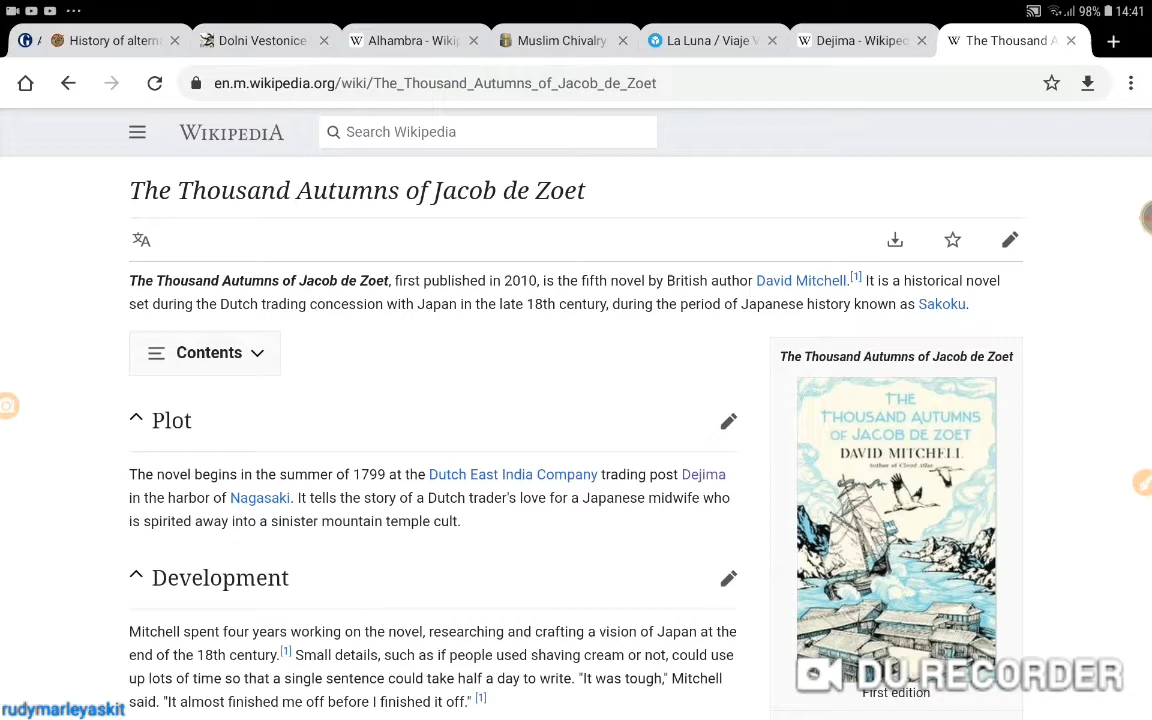 98% 14:41
History of altern
Dolni Vestonice
Alhambra - Wikip
Muslim Chivalry
La Luna / Viaje V
Dejima - Wikipec
The Thousand A
en.m.wikipedia.org/wiki/The_Thousand_Autumns_of_Jacob_de_Zoet
WIKIPEDIA
Search Wikipedia
The Thousand Autumns of Jacob de Zoet
The Thousand Autumns of Jacob de Zoet, first published in 2010, is the fifth novel by British author David Mitchell.[1] It is a historical novel
set during the Dutch trading concession with Japan in the late 18th century, during the period of Japanese history known as Sakoku.
Contents
Plot
The novel begins in the summer of 1799 at the Dutch East India Company trading post Dejima
in the harbor of Nagasaki. It tells the story of a Dutch trader's love for a Japanese midwife who
is spirited away into a sinister mountain temple cult.
Development
Mitchell spent four years working on the novel, researching and crafting a vision of Japan at the
end of the 18th century.[1] Small details, such as if people used shaving cream or not, could use
up lots of time so that a single sentence could take half a day to write. "It was tough," Mitchell
said. "It almost finished me off before I finished it off." [1]
The Thousand Autumns of Jacob de Zoet
THE
THOUSAND AUTUMNS
OF JACOB DE ZOET
DAVID MITCHELL
Author of Cloud Atlas
First edition
DU RECORDER
rudymarleyaskit